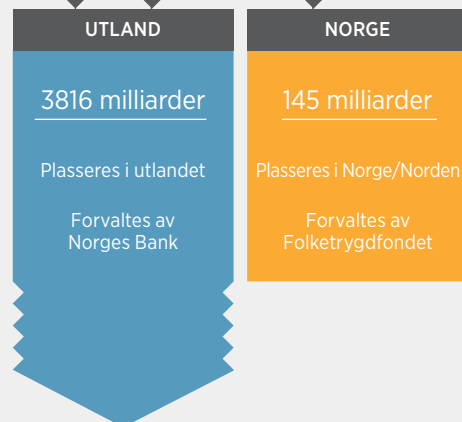 UTLAND
3816 milliarder
Plasseres i utlandet
Forvaltes av
Norges Bank
NORGE
145 milliarder
Plasseres i Norge/Norden
Forvaltes av
Folketrygdfondet